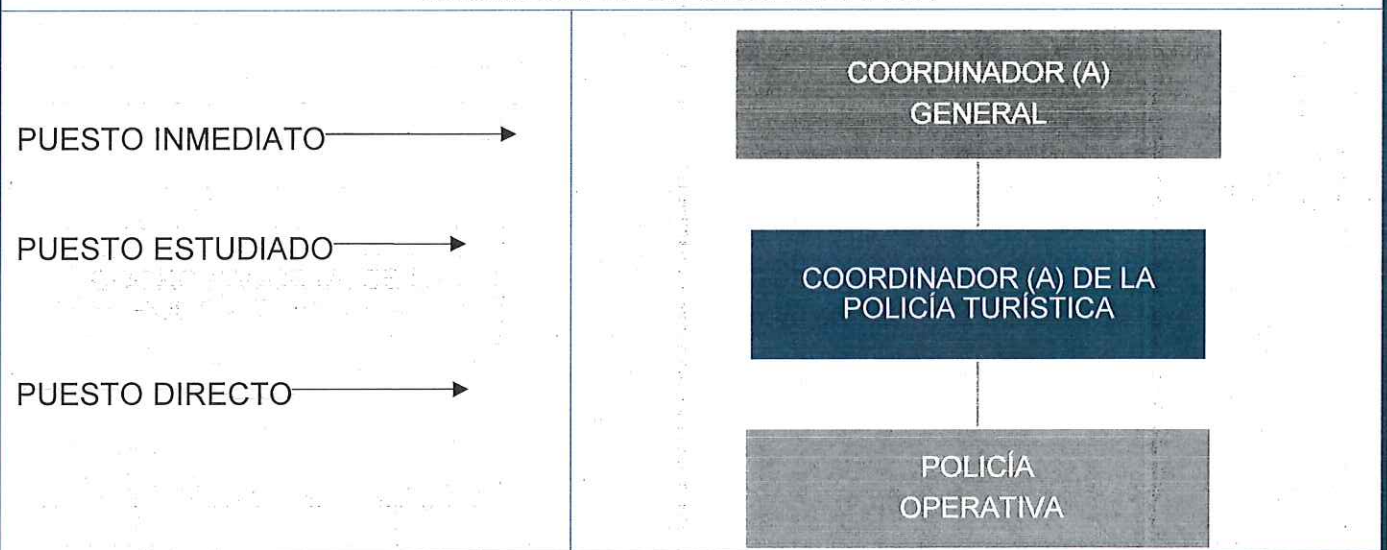 COORDINADOR (A)
GENERAL
PUESTO INMEDIATO
PUESTO ESTUDIADO
COORDINADOR (A) DE LA
POLICÍA TURÍSTICA
PUESTO DIRECTO
POLICÍA
OPERATIVA